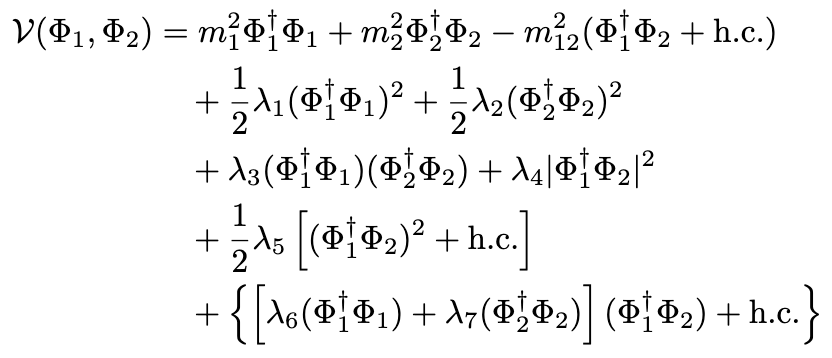 𝒱(Φ₁, Φ₂) = m₁²Φ₁†Φ₁ + m₂²Φ₂†Φ₂ − m₁₂²(Φ₁†Φ₂ + h.c.)
+ 1/2 λ₁(Φ₁†Φ₁)² + 1/2 λ₂(Φ₂†Φ₂)²
+ λ₃(Φ₁†Φ₁)(Φ₂†Φ₂) + λ₄|Φ₁†Φ₂|²
+ 1/2 λ₅ [(Φ₁†Φ₂)² + h.c.]
+ {[λ₆(Φ₁†Φ₁) + λ₇(Φ₂†Φ₂)] (Φ₁†Φ₂) + h.c.}